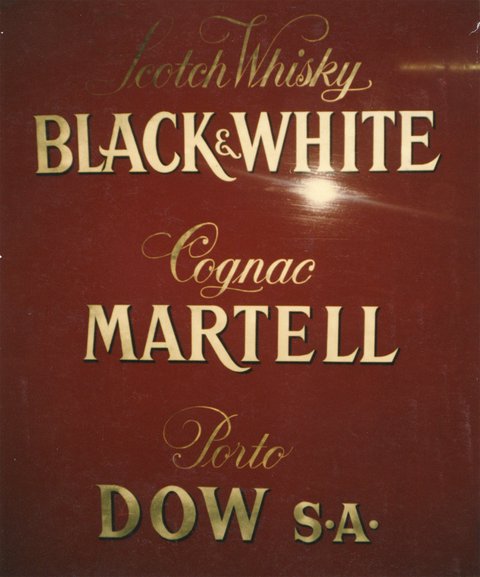 Scotch Whisky
BLACK & WHITE
Cognac
MARTELL
Porto
DOW S.A.